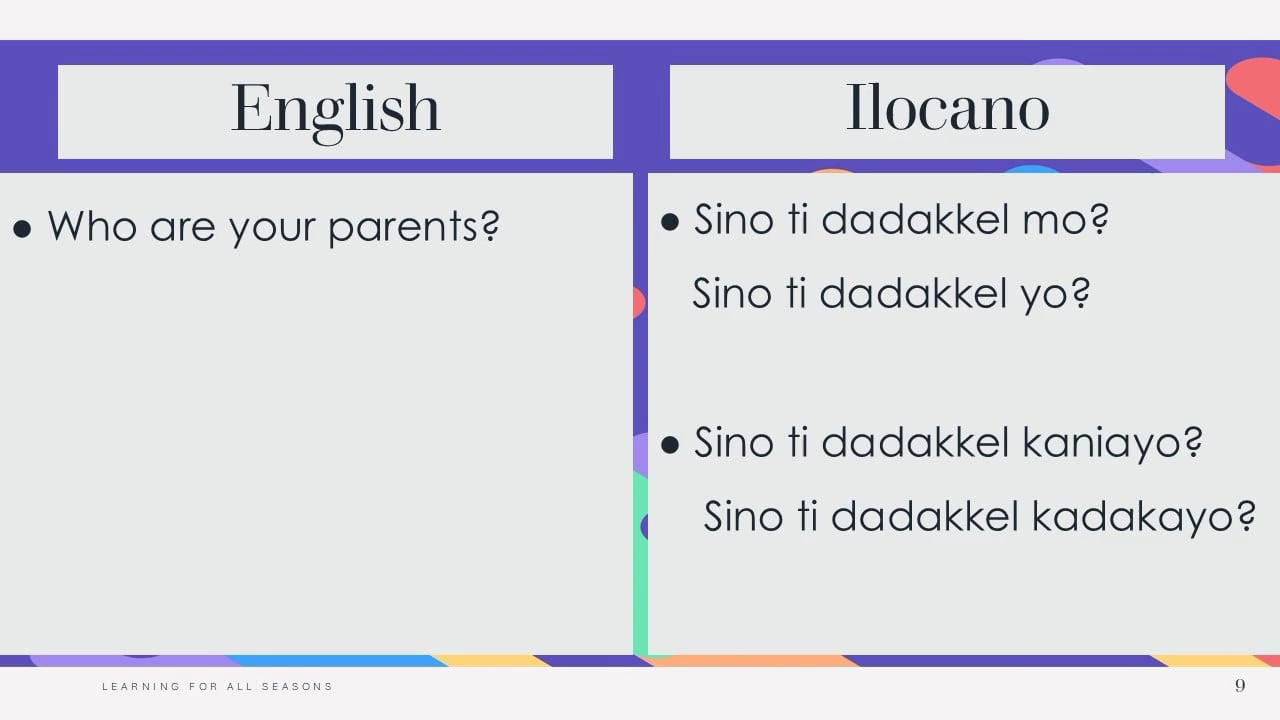 English
Ilocano
● Who are your parents?
● Sino ti dadakkel mo?
Sino ti dadakkel yo?
● Sino ti dadakkel kaniayo?
Sino ti dadakkel kadakayo?
LEARNING FOR ALL SEASONS
9